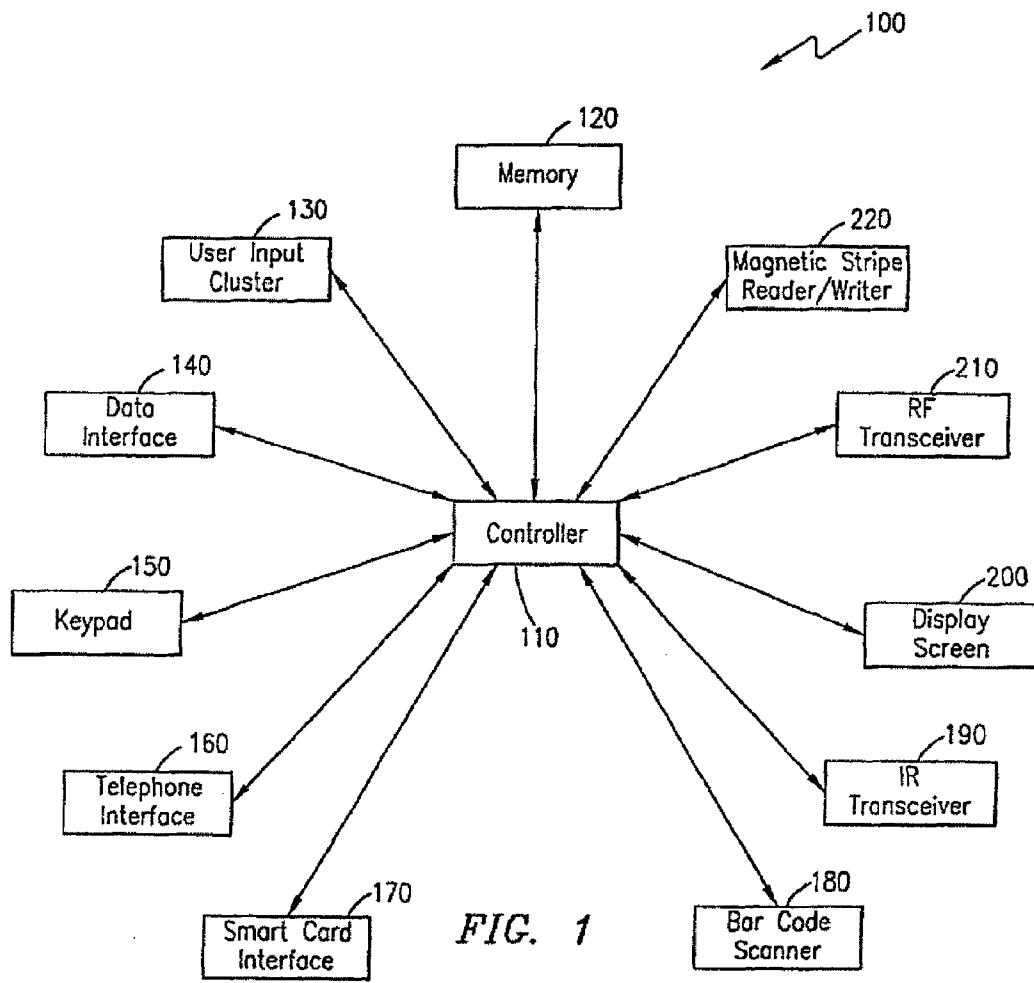 100
120
Memory
130
User Input
Cluster
220
Magnetic Stripe
Reader/Writer
140
Data
Interface
210
RF
Transceiver
Controller
110
150
Keypad
200
Display
Screen
160
Telephone
Interface
190
IR
Transceiver
170
Smart Card
Interface
FIG. 1
180
Bar Code
Scanner